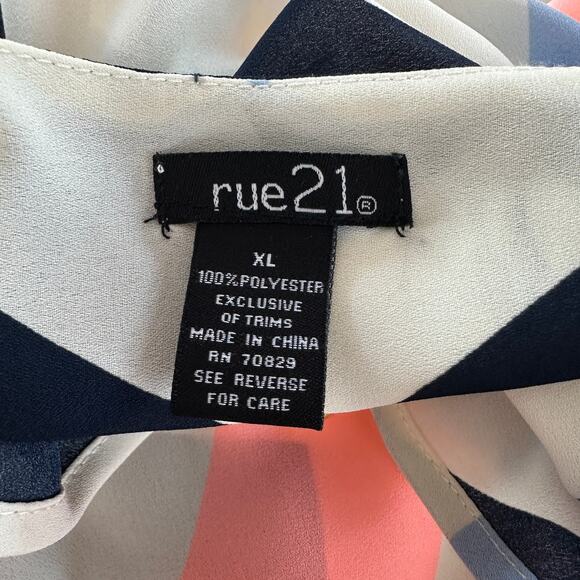 rue21®
XL
100%POLYESTER
EXCLUSIVE
OF TRIMS
MADE IN CHINA
RN 70829
SEE REVERSE
FOR CARE